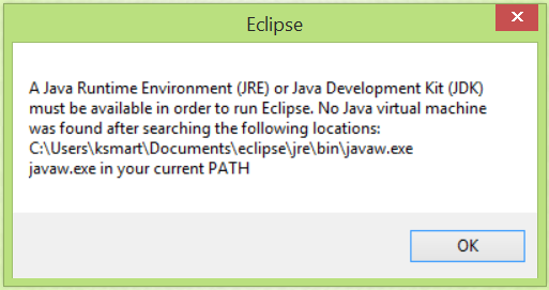 Eclipse
A Java Runtime Environment (JRE) or Java Development Kit (JDK)
must be available in order to run Eclipse. No Java virtual machine
was found after searching the following locations:
C:\Users\ksmart\Documents\eclipse\jre\bin\javaw.exe
javaw.exe in your current PATH
OK